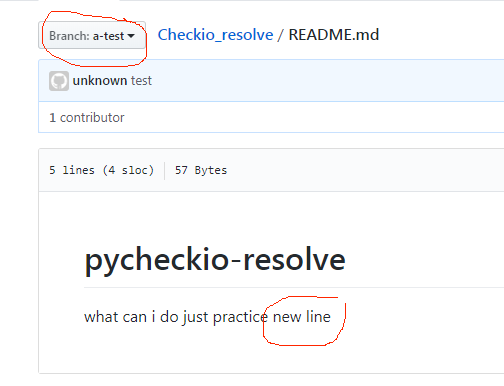 Branch: a-test Checkio_resolve / README.md
unknown test
1 contributor
5 lines (4 sloc) 57 Bytes
pycheckio-resolve
what can i do just practice new line